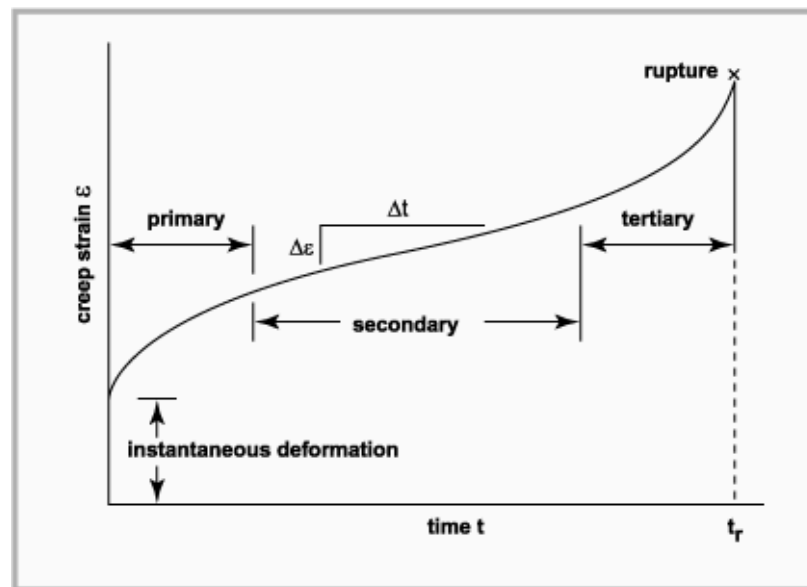 rupture ×
creep strain ε
primary
Δt
Δε
tertiary
secondary
instantaneous deformation
time t
tr